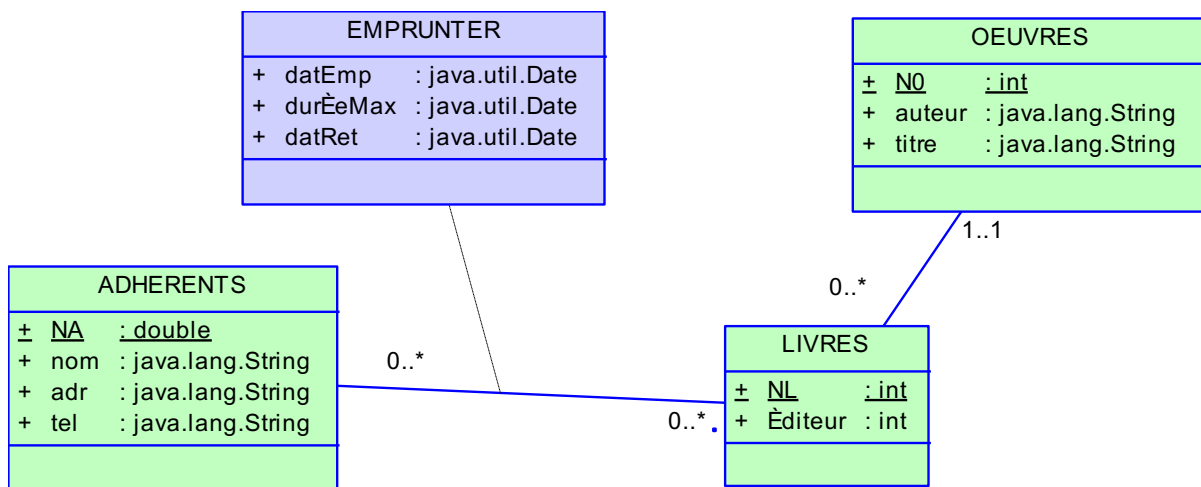 EMPRUNTER
+ datEmp : java.util.Date
+ durÈeMax : java.util.Date
+ datRet : java.util.Date
OEUVRES
+ N0 : int
+ auteur : java.lang.String
+ titre : java.lang.String
1..1
0..*
ADHERENTS
+ NA : double
+ nom : java.lang.String
+ adr : java.lang.String
+ tel : java.lang.String
0..*
0..*
LIVRES
+ NL : int
+ Èditeur : int